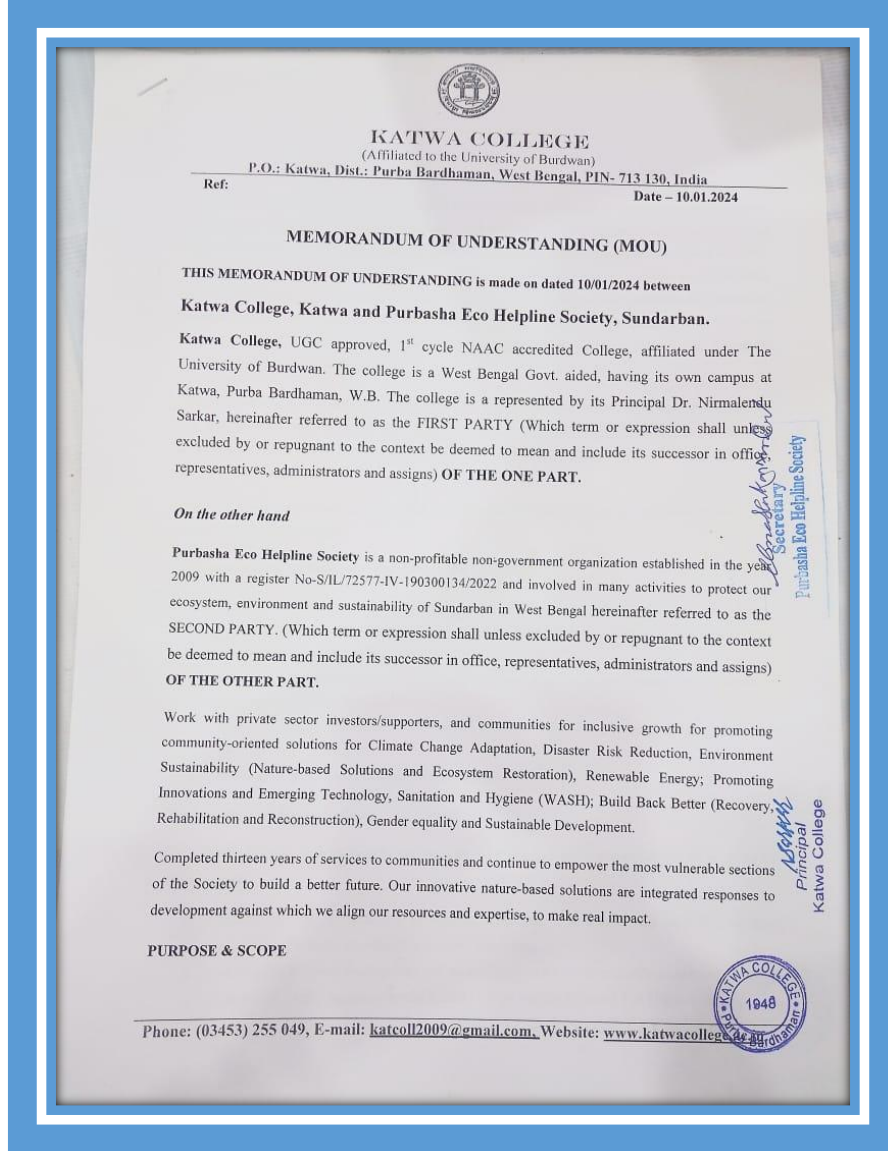 KATWA COLLEGE
(Affiliated to the University of Burdwan)
P.O.: Katwa, Dist.: Purba Bardhaman, West Bengal, PIN- 713 130, India
Ref:
Date – 10.01.2024
MEMORANDUM OF UNDERSTANDING (MOU)
THIS MEMORANDUM OF UNDERSTANDING is made on dated 10/01/2024 between
Katwa College, Katwa and Purbasha Eco Helpline Society, Sundarban.
Katwa College, UGC approved, 1st cycle NAAC accredited College, affiliated under The
University of Burdwan. The college is a West Bengal Govt. aided, having its own campus at
Katwa, Purba Bardhaman, W.B. The college is a represented by its Principal Dr. Nirmalendu
Sarkar, hereinafter referred to as the FIRST PARTY (Which term or expression shall unless
excluded by or repugnant to the context be deemed to mean and include its successor in office,
representatives, administrators and assigns) OF THE ONE PART.
On the other hand
Purbasha Eco Helpline Society is a non-profitable non-government organization established in the year
2009 with a register No-S/IL/72577-IV-190300134/2022 and involved in many activities to protect our
ecosystem, environment and sustainability of Sundarban in West Bengal hereinafter referred to as the
SECOND PARTY. (Which term or expression shall unless excluded by or repugnant to the context
be deemed to mean and include its successor in office, representatives, administrators and assigns)
OF THE OTHER PART.
Work with private sector investors/supporters, and communities for inclusive growth for promoting
community-oriented solutions for Climate Change Adaptation, Disaster Risk Reduction, Environment
Sustainability (Nature-based Solutions and Ecosystem Restoration), Renewable Energy; Promoting
Innovations and Emerging Technology, Sanitation and Hygiene (WASH); Build Back Better (Recovery,
Rehabilitation and Reconstruction), Gender equality and Sustainable Development.
Completed thirteen years of services to communities and continue to empower the most vulnerable sections
of the Society to build a better future. Our innovative nature-based solutions are integrated responses to
development against which we align our resources and expertise, to make real impact.
PURPOSE & SCOPE
Phone: (03453) 255 049, E-mail: katcoll2009@gmail.com, Website: www.katwacollege.ac.in
Secretary
Purbasha Eco Helpline Society
Principal
Katwa College
KATWA COLLEGE
1948
Purba Bardhaman